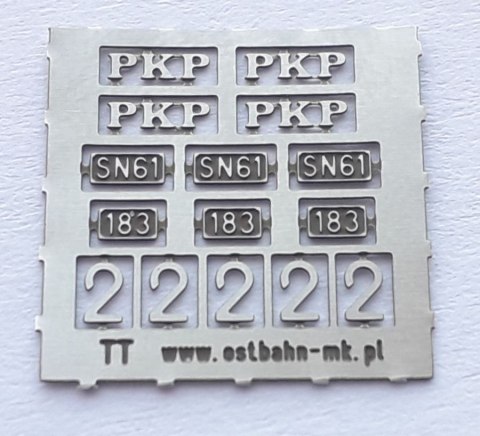 PKP PKP
PKP PKP
SN61 SN61 SN61
183 183 183
2 2 2 2 2
TT www.ostbahn-mk.pl